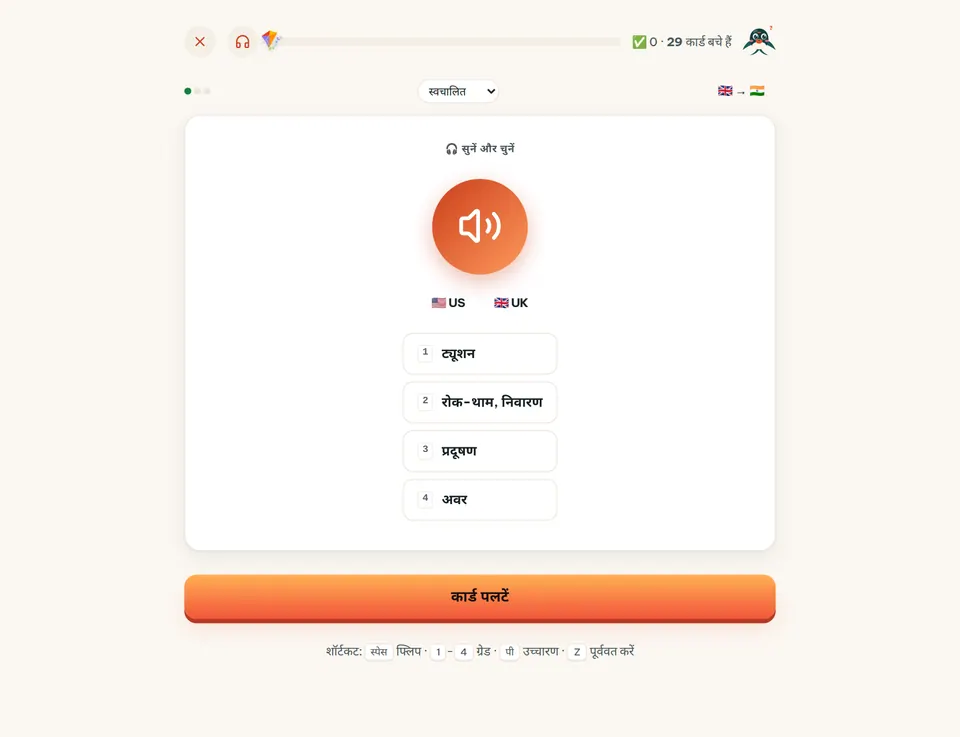 ✅ 0 · 29 कार्ड बचे हैं
स्वचालित
🇬🇧 → 🇮🇳
🎧 सुनें और चुनें
🇺🇸 US 🇬🇧 UK
1 ट्यूशन
2 रोक-थाम, निवारण
3 प्रदूषण
4 अवर
कार्ड पलटें
शॉर्टकट: स्पेस फ्लिप · 1 - 4 ग्रेड · पी उच्चारण · Z पूर्ववत करें